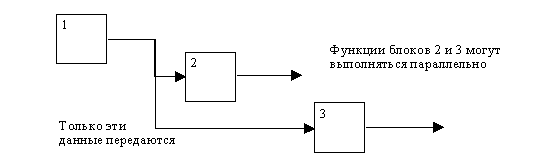 1
2
Функции блоков 2 и 3 могут
выполняться параллельно
3
Только эти
данные передаются